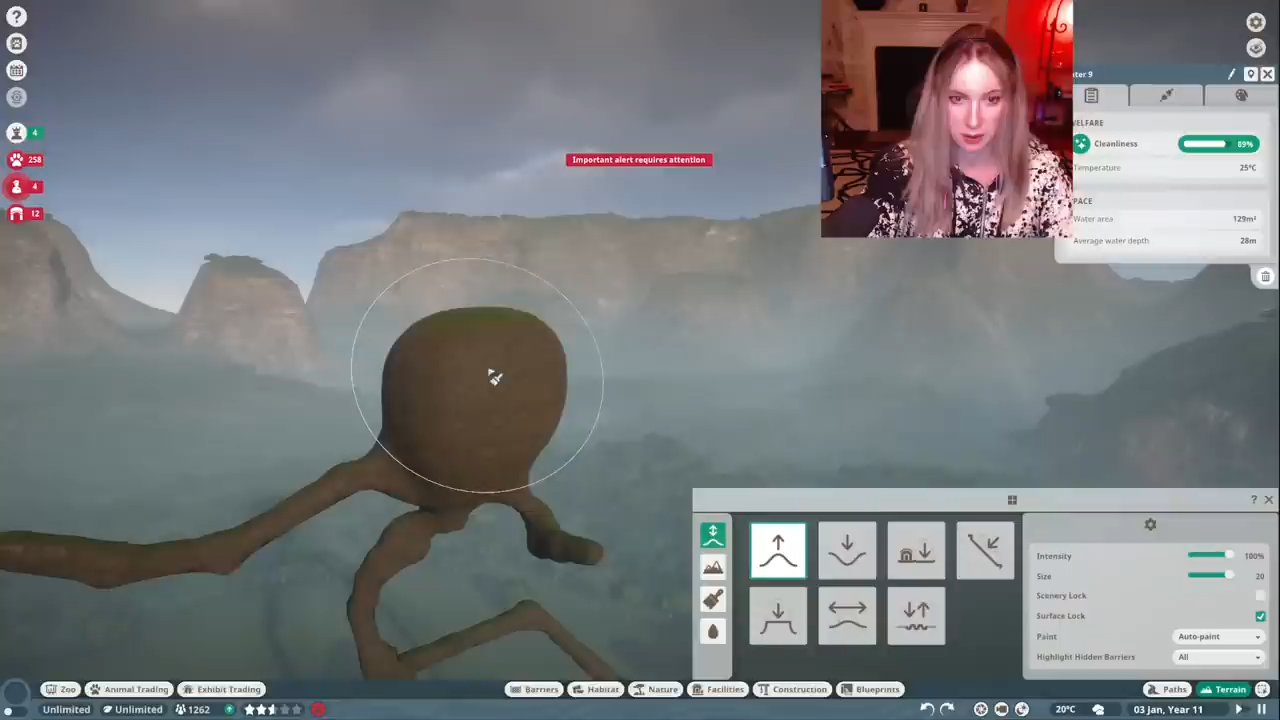 ?
4
258
4
12
Important alert requires attention
ter 9
WELFARE
Cleanliness 89%
Temperature 25°C
SPACE
Water area 129m²
Average water depth 28m
? ×
Intensity 100%
Size 20
Scenery Lock
Surface Lock
Paint Auto-paint
Highlight Hidden Barriers All
Zoo Animal Trading Exhibit Trading Barriers Habitat Nature Facilities Construction Blueprints Paths Terrain
Unlimited Unlimited 1262 20°C 03 Jan, Year 11